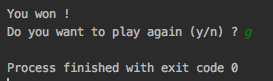 You won !
Do you want to play again (y/n) ? g
Process finished with exit code 0